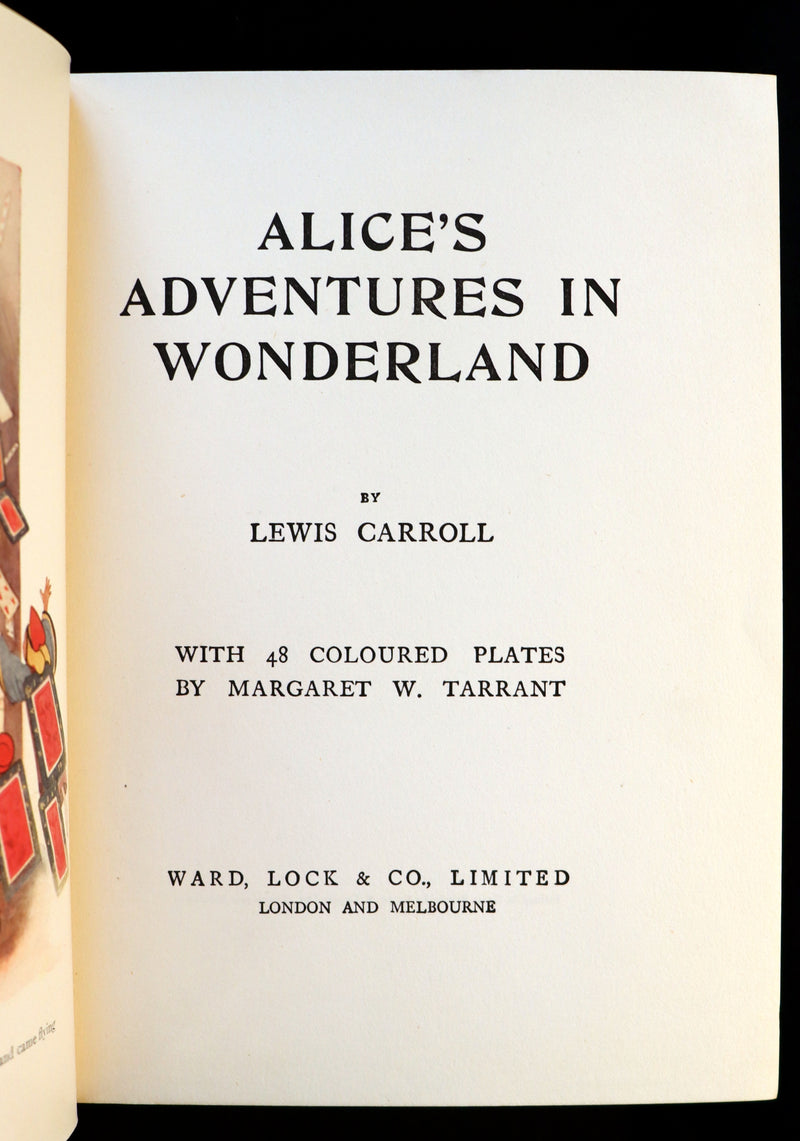 and came flying
ALICE'S
ADVENTURES IN
WONDERLAND
BY
LEWIS CARROLL
WITH 48 COLOURED PLATES
BY MARGARET W. TARRANT
WARD, LOCK & CO., LIMITED
LONDON AND MELBOURNE